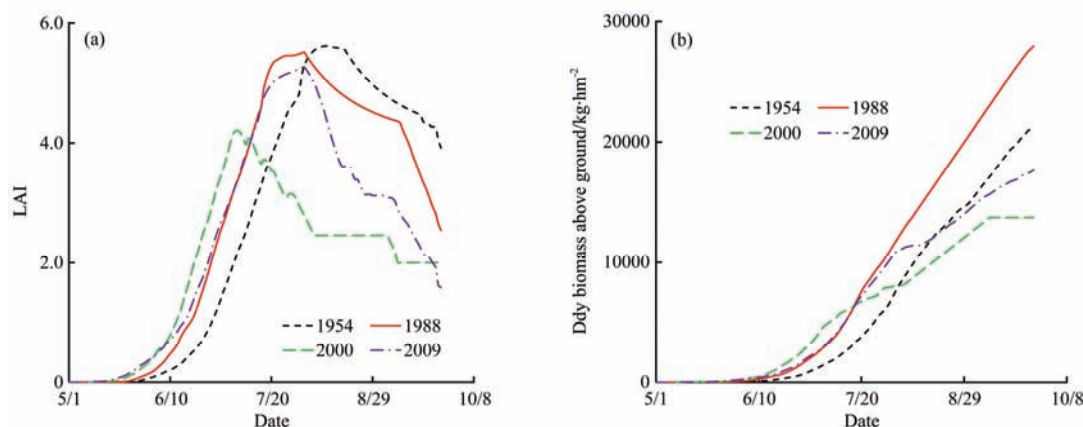 (a)
LAI
6.0
4.0
2.0
0
5/1 6/10 7/20 8/29 10/8
Date
1954 1988
2000 2009
(b)
Ddy biomass above ground/kg·hm⁻²
30000
20000
10000
0
5/1 6/10 7/20 8/29 10/8
Date
1954 1988
2000 2009